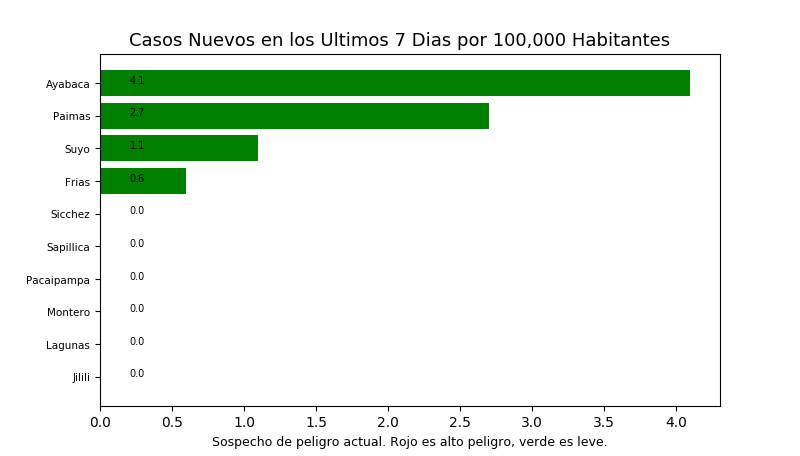 Casos Nuevos en los Ultimos 7 Dias por 100,000 Habitantes
Ayabaca 4.1
Paimas 2.7
Suyo 1.1
Frias 0.6
Sicchez 0.0
Sapillica 0.0
Pacaipampa 0.0
Montero 0.0
Lagunas 0.0
Jilili 0.0
0.0 0.5 1.0 1.5 2.0 2.5 3.0 3.5 4.0
Sospecho de peligro actual. Rojo es alto peligro, verde es leve.